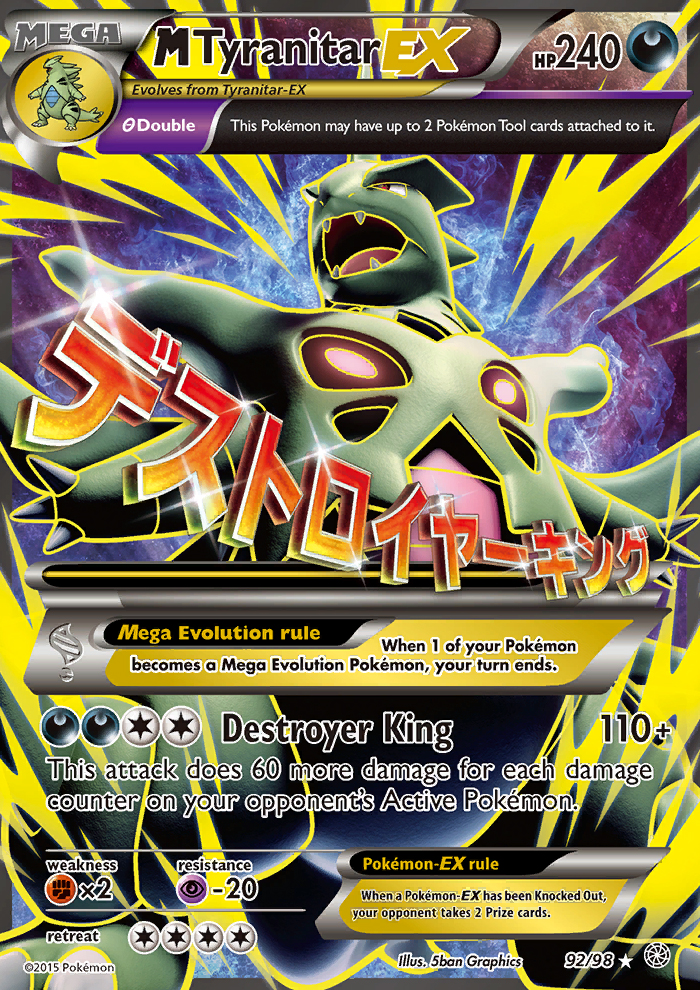 MEGA
M Tyranitar EX
HP240
Evolves from Tyranitar-EX
θ Double
This Pokémon may have up to 2 Pokémon Tool cards attached to it.
デストロイヤーキング
Mega Evolution rule
When 1 of your Pokémon
becomes a Mega Evolution Pokémon, your turn ends.
Destroyer King 110+
This attack does 60 more damage for each damage
counter on your opponent's Active Pokémon.
weakness
×2
resistance
-20
retreat
Pokémon-EX rule
When a Pokémon-EX has been Knocked Out,
your opponent takes 2 Prize cards.
©2015 Pokémon
Illus. 5ban Graphics
92/98 ★